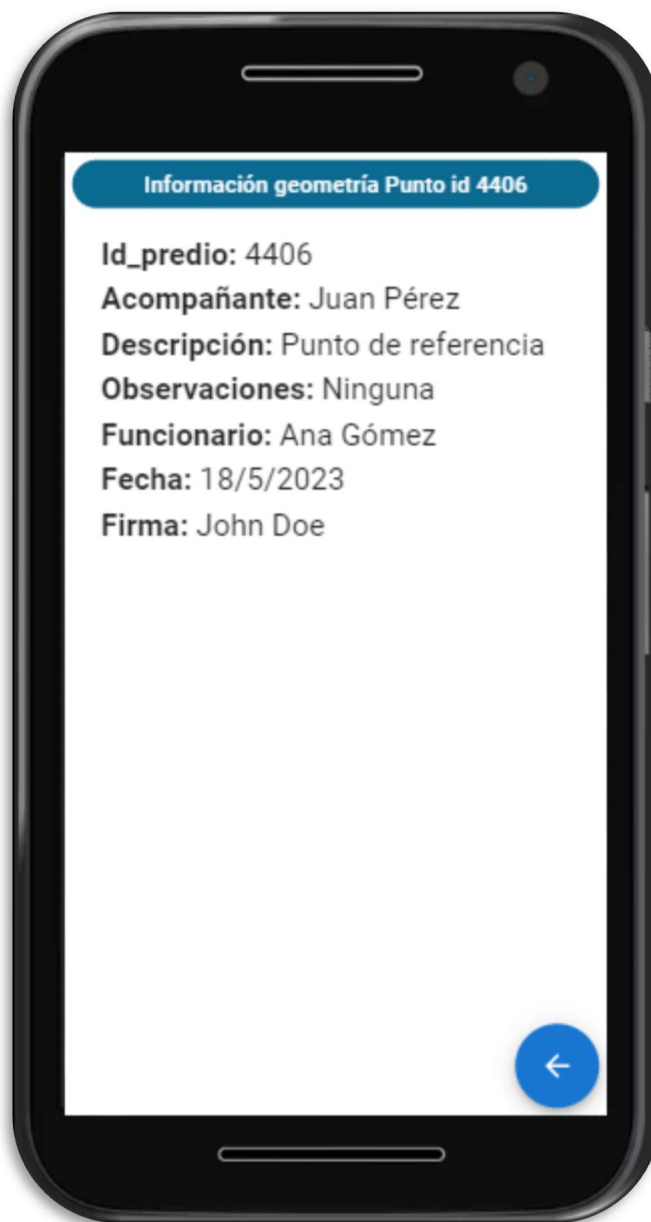 Información geometría Punto id 4406
Id_predio: 4406
Acompañante: Juan Pérez
Descripción: Punto de referencia
Observaciones: Ninguna
Funcionario: Ana Gómez
Fecha: 18/5/2023
Firma: John Doe